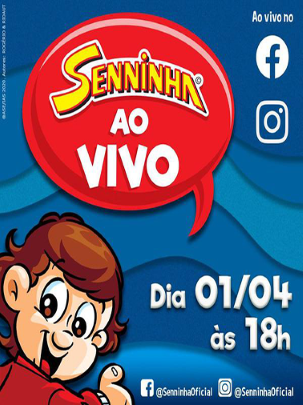 Ao vivo no
SENNINHA©
AO
VIVO
Dia 01/04
às 18h
@SenninhaOficial @SenninhaOficial